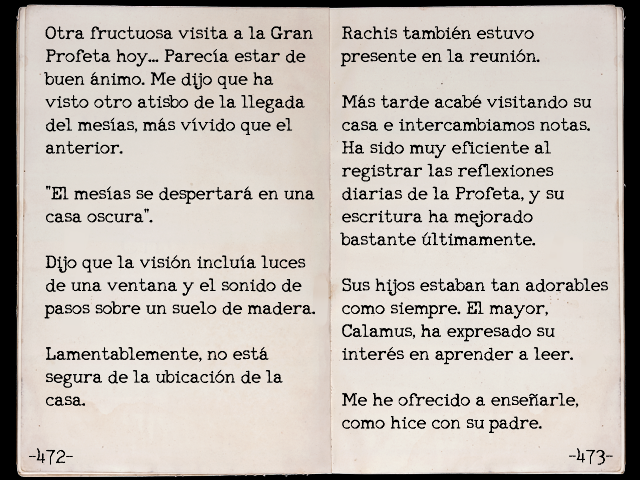 Otra fructuosa visita a la Gran
Profeta hoy... Parecía estar de
buen ánimo. Me dijo que ha
visto otro atisbo de la llegada
del mesías, más vívido que el
anterior.
"El mesías se despertará en una
casa oscura".
Dijo que la visión incluía luces
de una ventana y el sonido de
pasos sobre un suelo de madera.
Lamentablemente, no está
segura de la ubicación de la
casa.
-472-
Rachis también estuvo
presente en la reunión.
Más tarde acabé visitando su
casa e intercambiamos notas.
Ha sido muy eficiente al
registrar las reflexiones
diarias de la Profeta, y su
escritura ha mejorado
bastante últimamente.
Sus hijos estaban tan adorables
como siempre. El mayor,
Calamus, ha expresado su
interés en aprender a leer.
Me he ofrecido a enseñarle,
como hice con su padre.
-473-